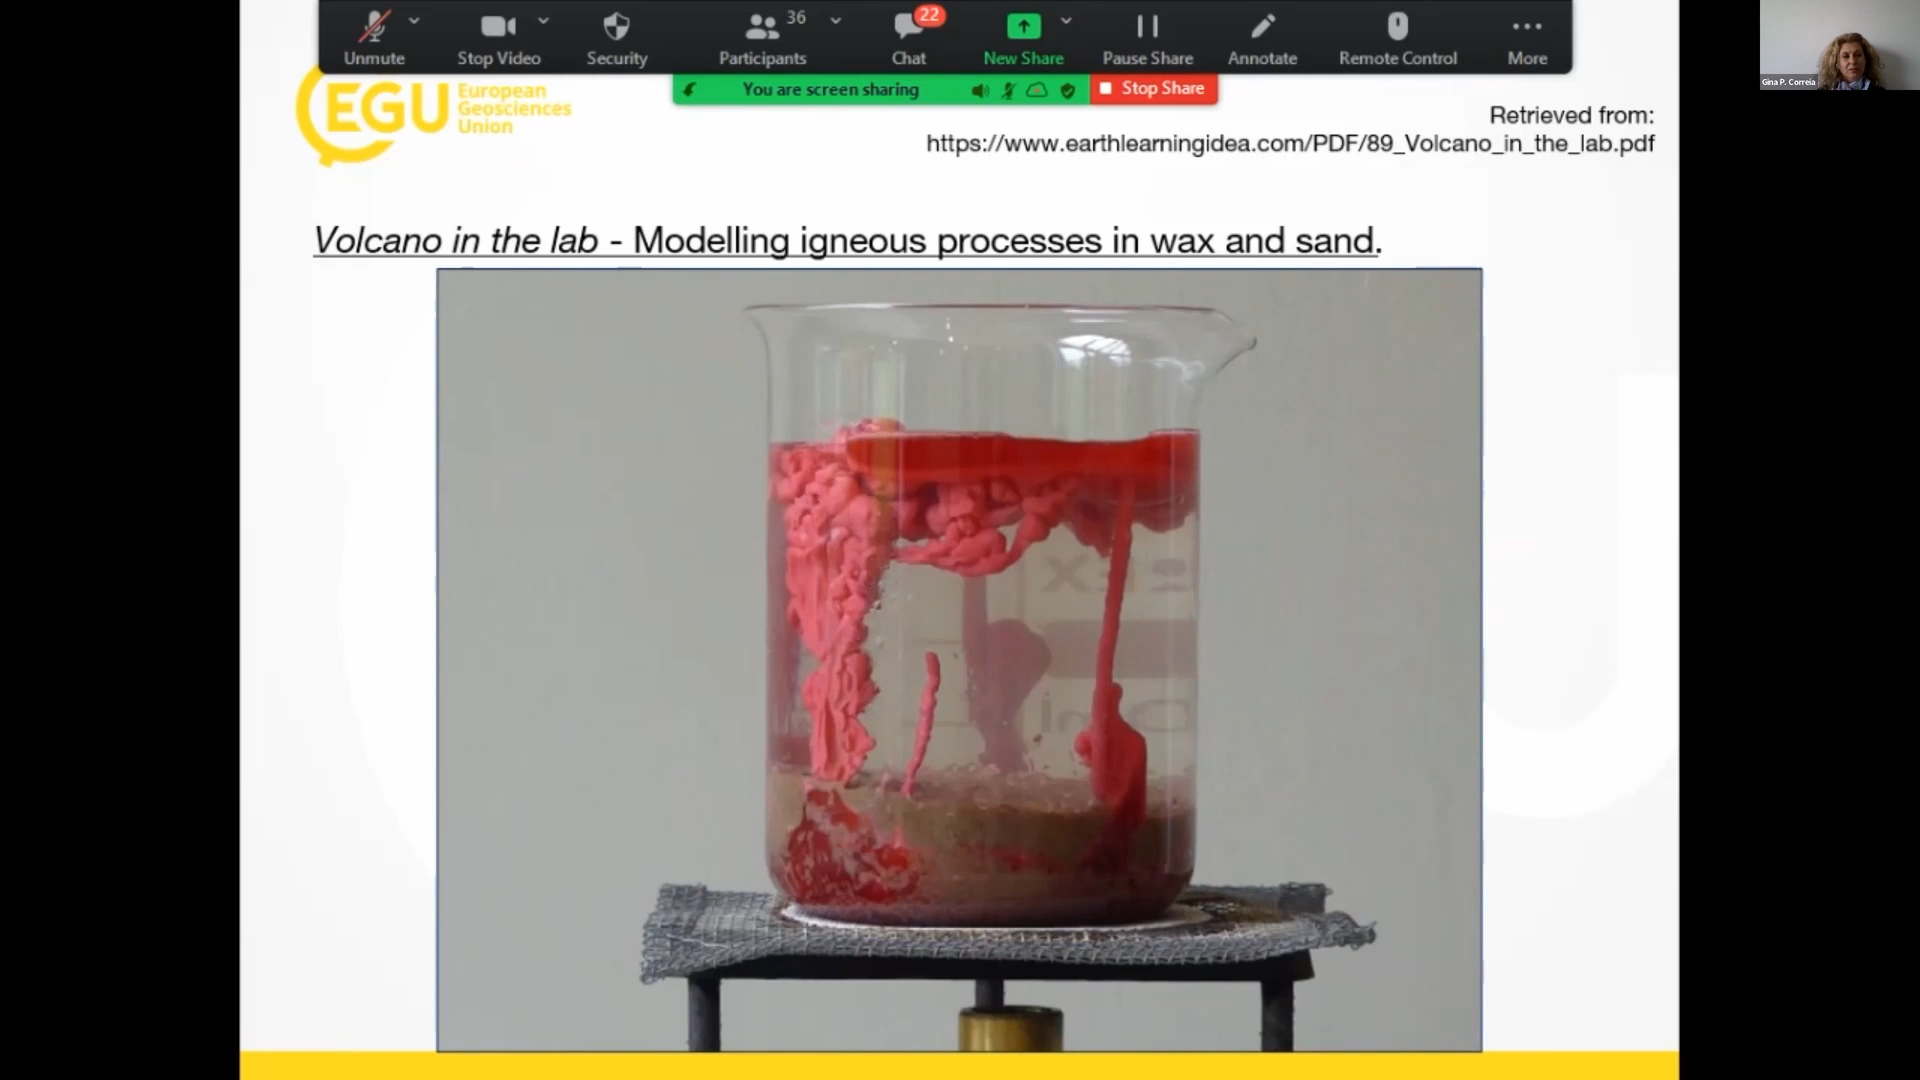 Unmute
Stop Video
Security
Participants
36
Chat
22
New Share
Pause Share
Annotate
Remote Control
More
You are screen sharing
Stop Share
EGU
European
Geosciences
Union
Gina P. Correia
Retrieved from:
https://www.earthlearningidea.com/PDF/89_Volcano_in_the_lab.pdf
Volcano in the lab - Modelling igneous processes in wax and sand.